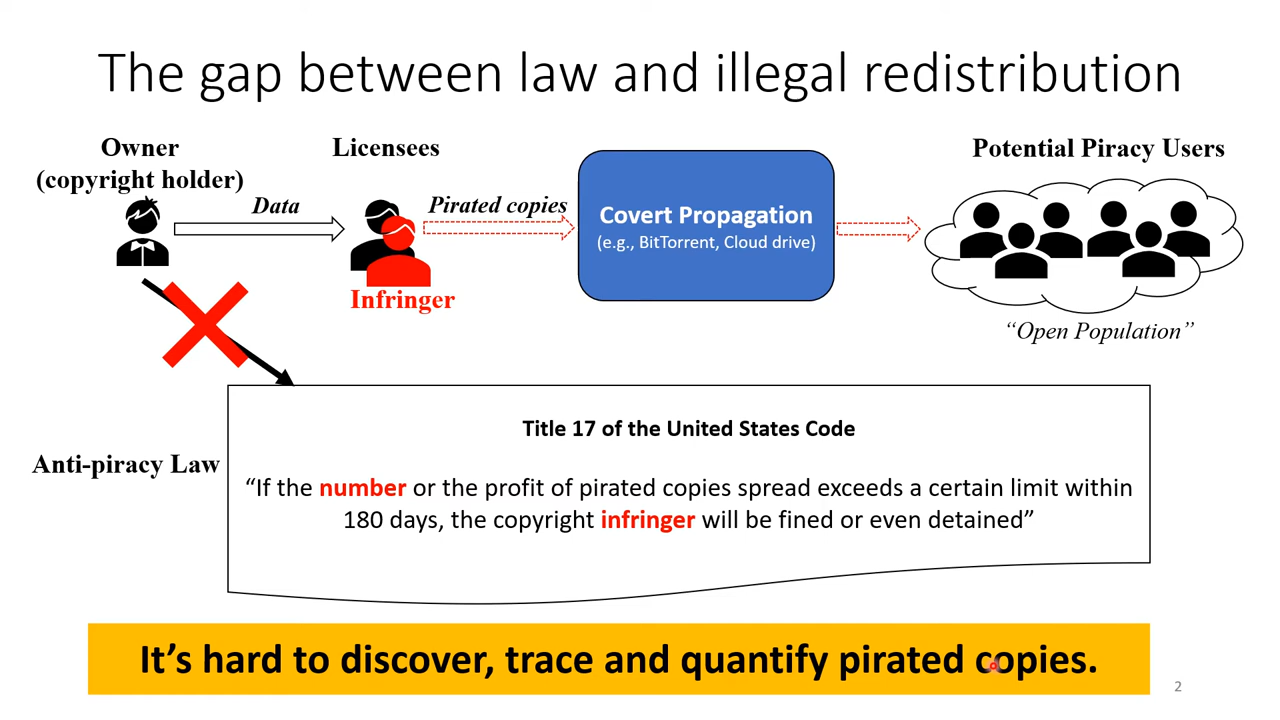 The gap between law and illegal redistribution
Owner
(copyright holder)
Licensees
Potential Piracy Users
Data
Pirated copies
Covert Propagation
(e.g., BitTorrent, Cloud drive)
Infringer
“Open Population”
Title 17 of the United States Code
Anti-piracy Law
“If the number or the profit of pirated copies spread exceeds a certain limit within
180 days, the copyright infringer will be fined or even detained”
It’s hard to discover, trace and quantify pirated copies.
2